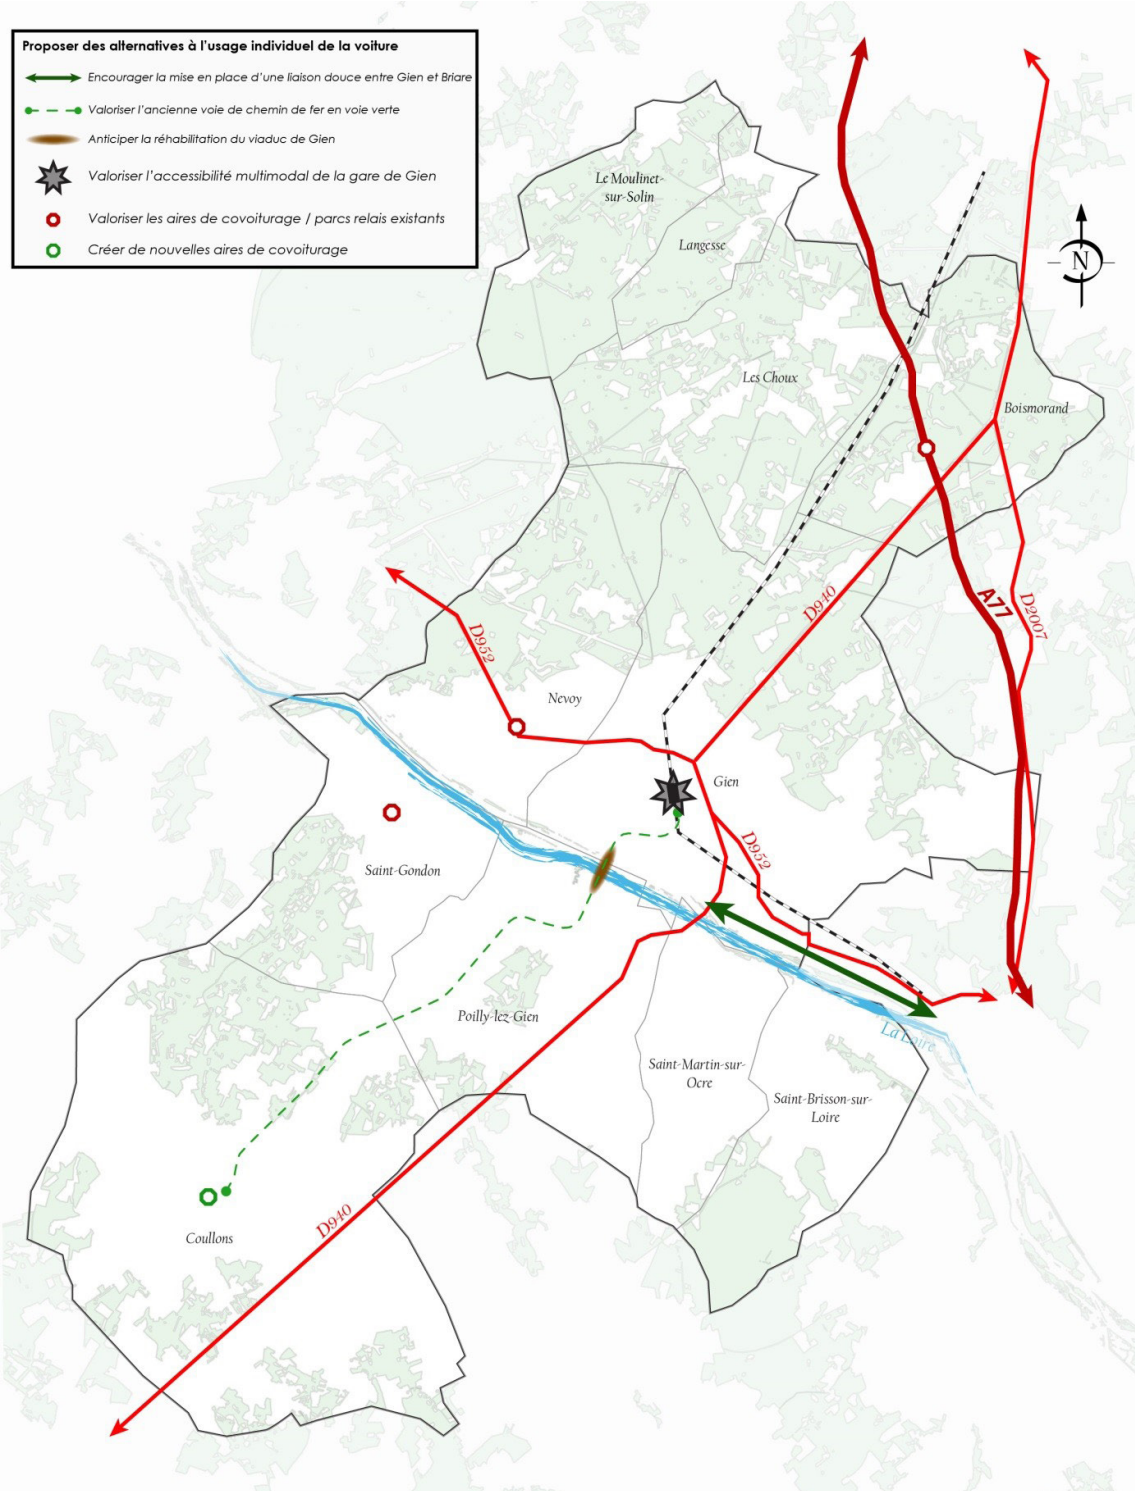 Proposer des alternatives à l'usage individuel de la voiture
Encourager la mise en place d'une liaison douce entre Gien et Briare
Valoriser l'ancienne voie de chemin de fer en voie verte
Anticiper la réhabilitation du viaduc de Gien
Valoriser l'accessibilité multimodal de la gare de Gien
Valoriser les aires de covoiturage / parcs relais existants
Créer de nouvelles aires de covoiturage
Le Moulinet-
sur-Solin
Langesse
N
Les Choux
Boismorand
D940
A77
D2007
D952
Nevoy
Gien
D952
Saint-Gondon
Poilly-lez-Gien
La Loire
Saint-Martin-sur-
Ocre
Saint-Brisson-sur-
Loire
D940
Coullons